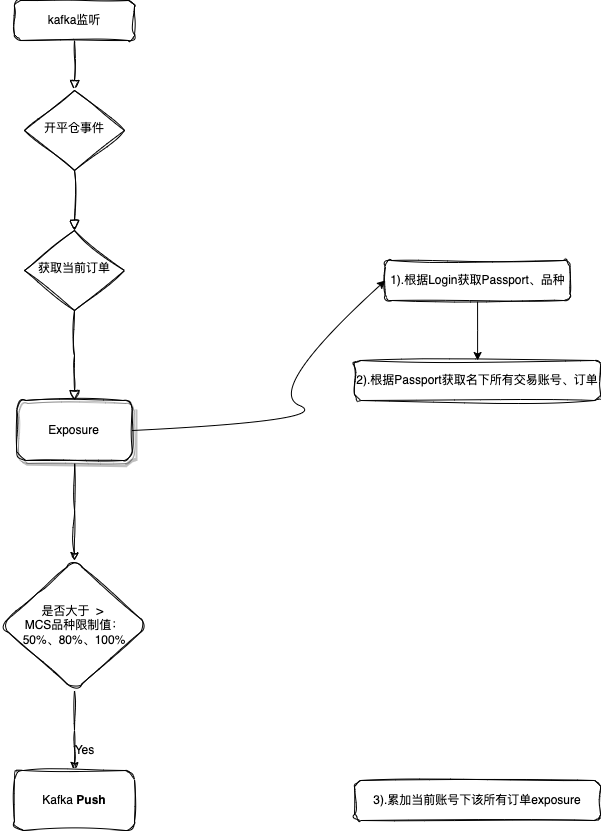 kafka监听
开平仓事件
获取当前订单
1).根据Login获取Passport、品种
2).根据Passport获取名下所有交易账号、订单
Exposure
是否大于 >
MCS品种限制值：
50%、80%、100%
Yes
Kafka Push
3).累加当前账号下该所有订单exposure